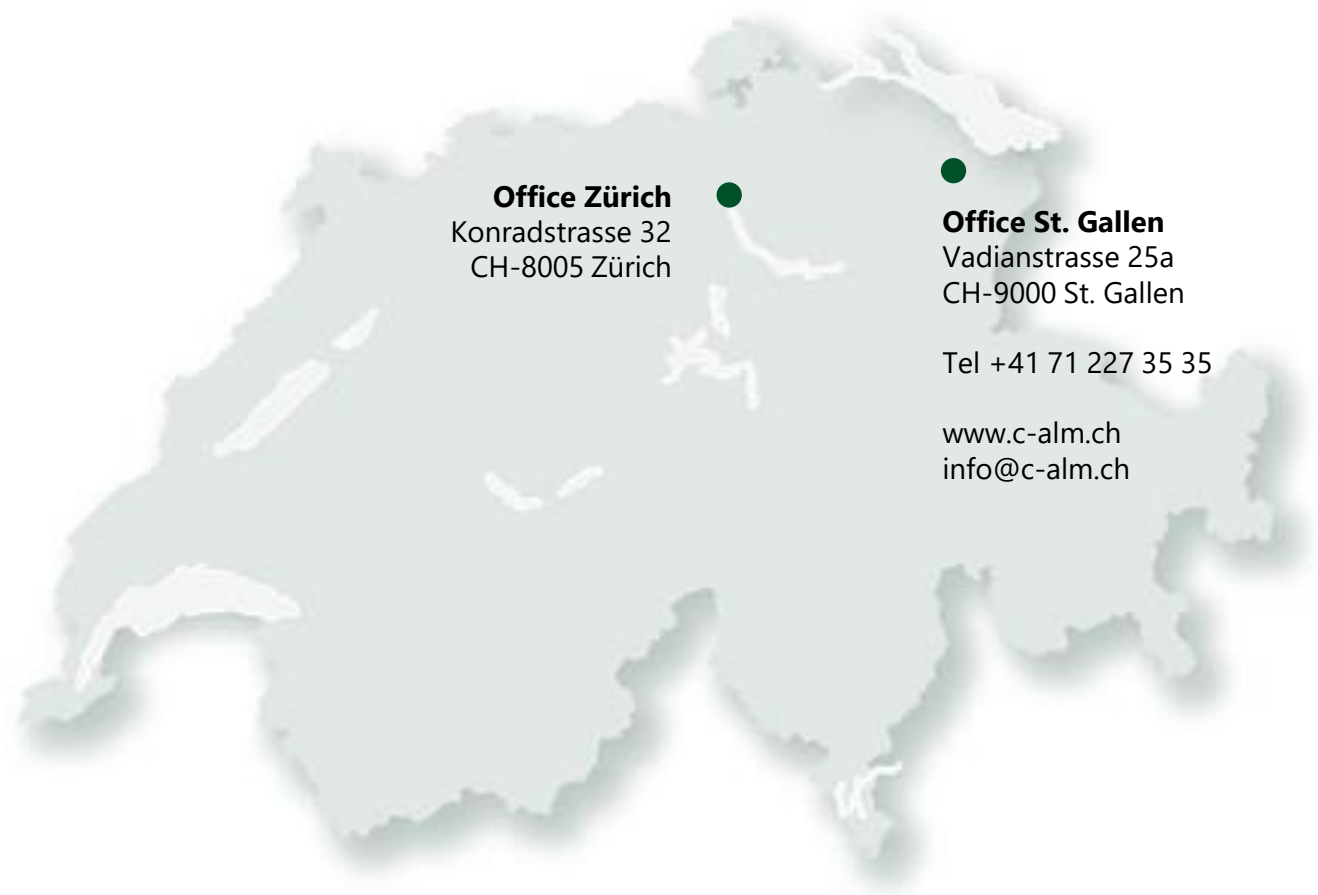 Office Zürich
Konradstrasse 32
CH-8005 Zürich
Office St. Gallen
Vadianstrasse 25a
CH-9000 St. Gallen
Tel +41 71 227 35 35
www.c-alm.ch
info@c-alm.ch